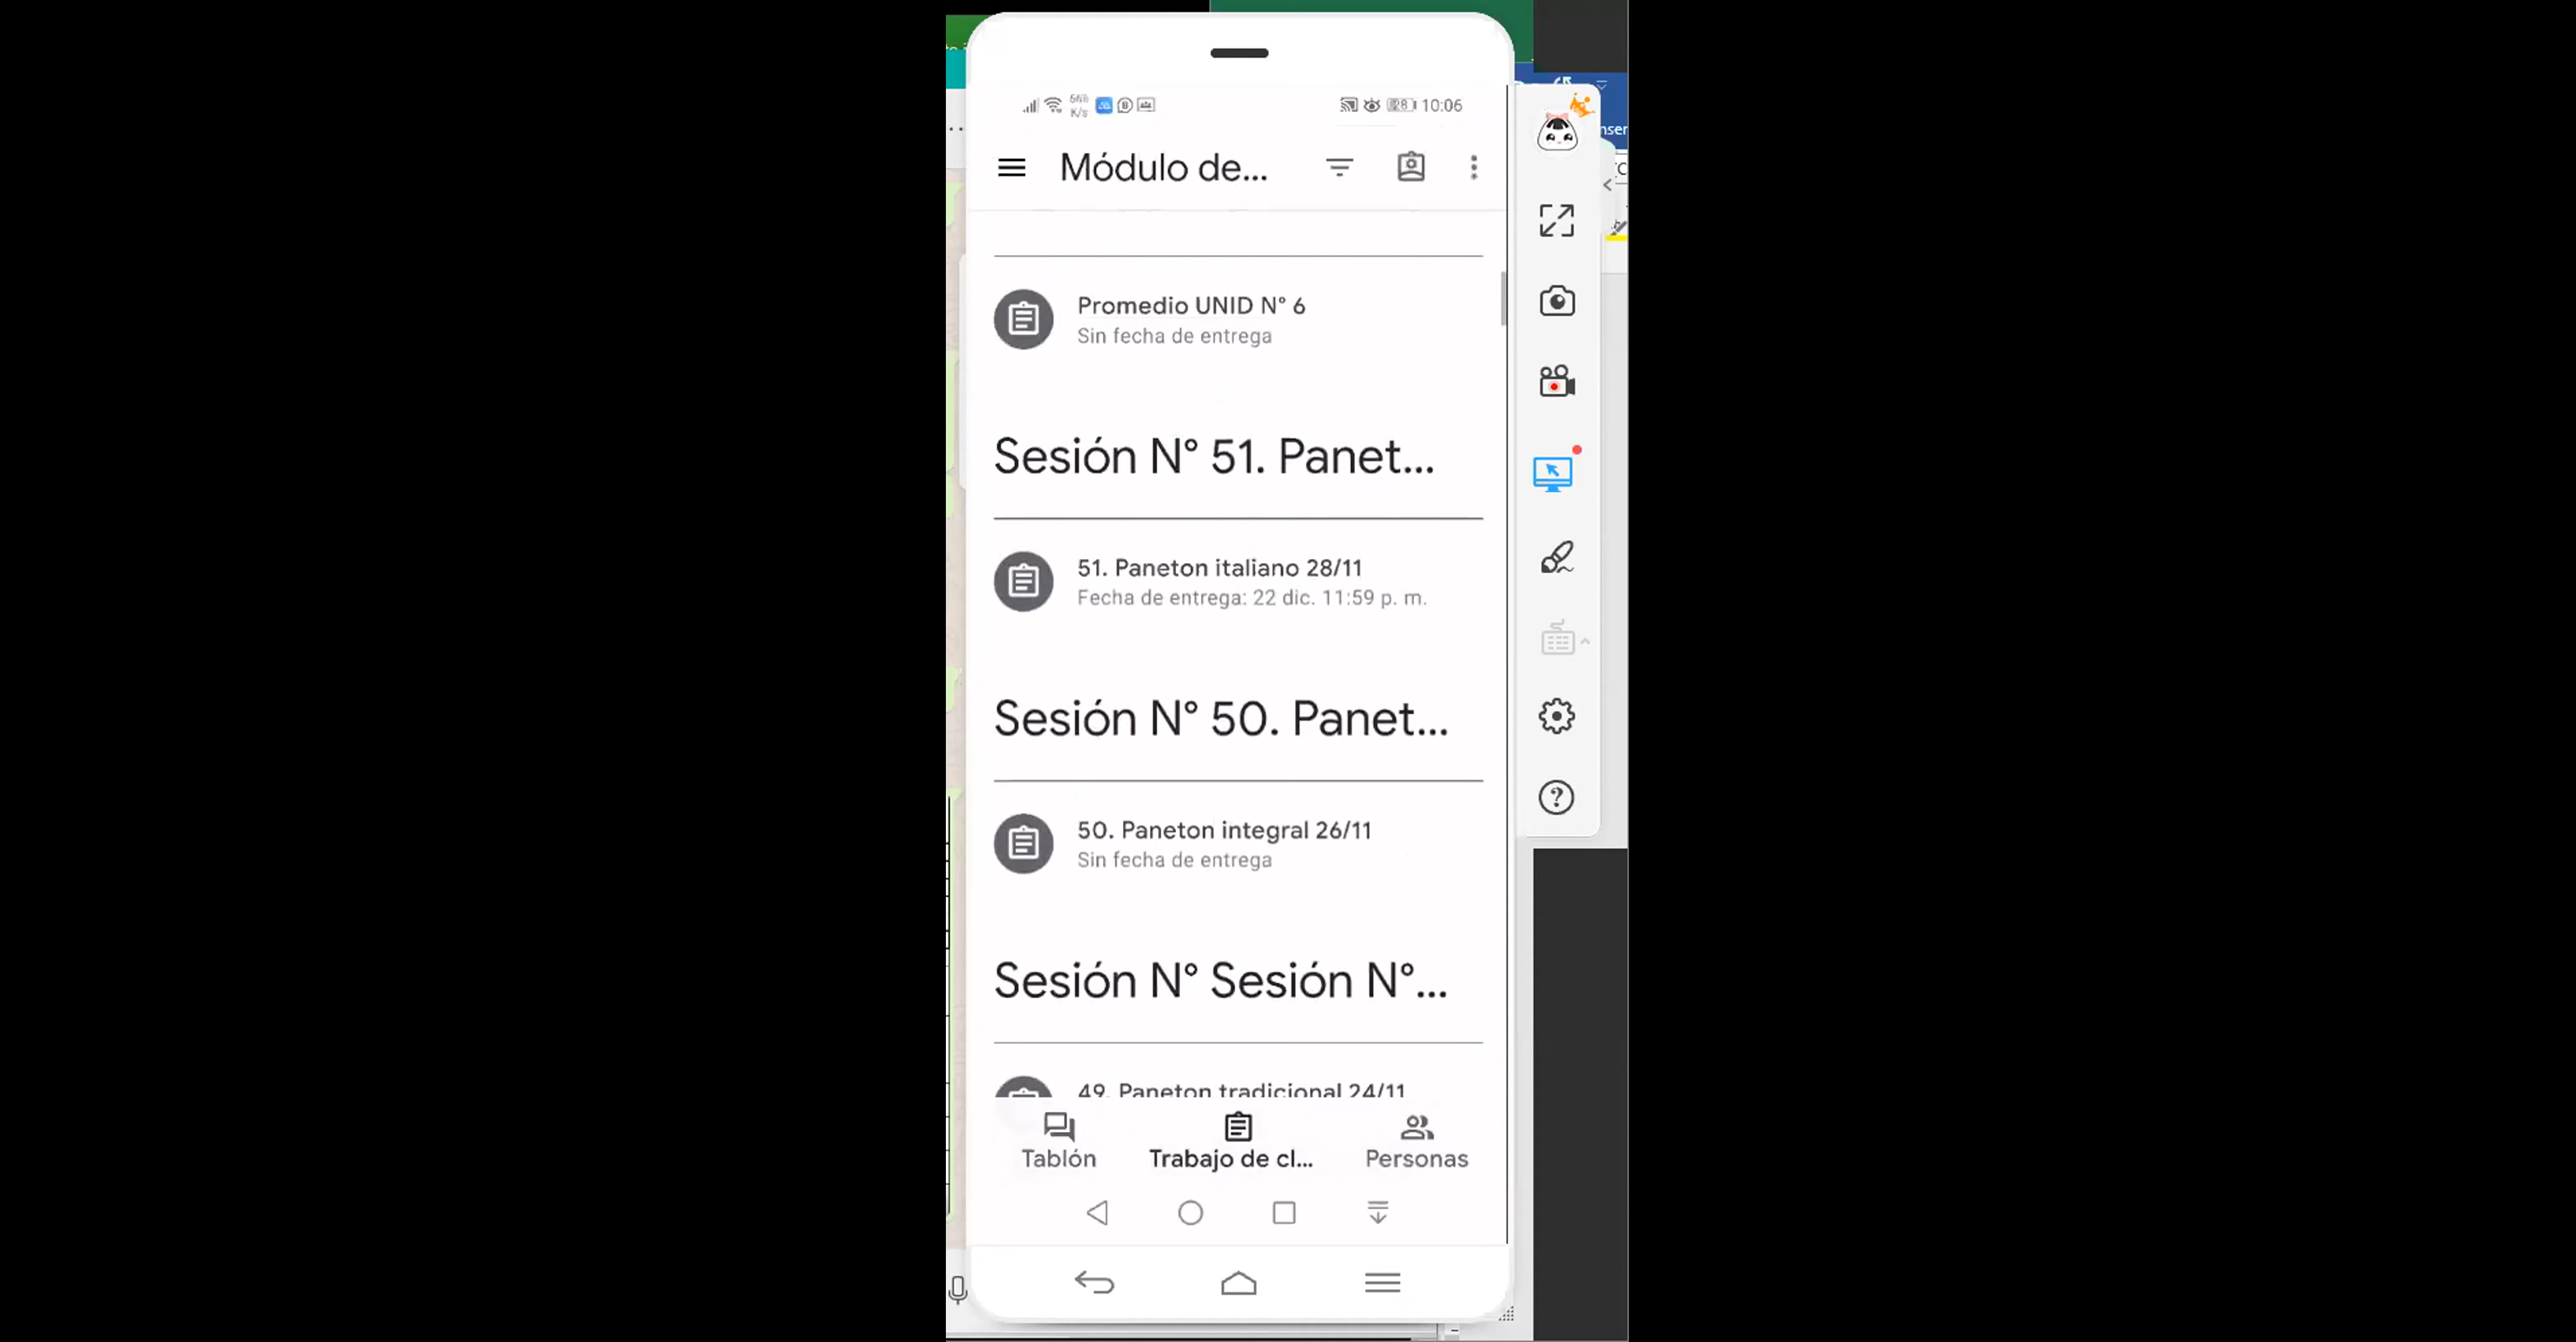 K/s
10:06
Módulo de...
Promedio UNID N° 6
Sin fecha de entrega
Sesión N° 51. Panet...
51. Paneton italiano 28/11
Fecha de entrega: 22 dic. 11:59 p. m.
Sesión N° 50. Panet...
50. Paneton integral 26/11
Sin fecha de entrega
Sesión N° Sesión N°...
49. Paneton tradicional 24/11
Tablón
Trabajo de cl...
Personas